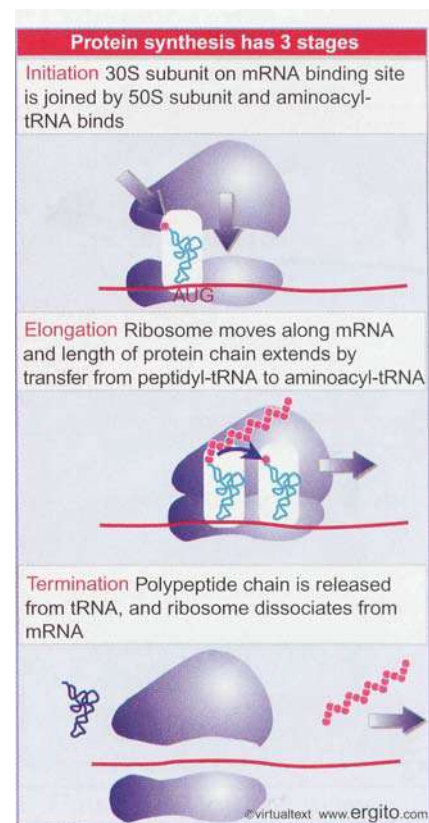 Protein synthesis has 3 stages
Initiation 30S subunit on mRNA binding site
is joined by 50S subunit and aminoacyl-
tRNA binds
AUG
Elongation Ribosome moves along mRNA
and length of protein chain extends by
transfer from peptidyl-tRNA to aminoacyl-tRNA
Termination Polypeptide chain is released
from tRNA, and ribosome dissociates from
mRNA
©virtualtext www.ergito.com